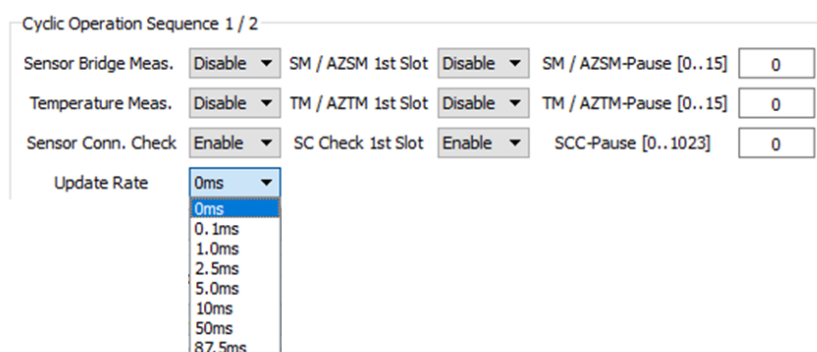 Cyclic Operation Sequence 1 / 2
Sensor Bridge Meas. Disable SM / AZSM 1st Slot Disable SM / AZSM-Pause [0..15] 0
Temperature Meas. Disable TM / AZTM 1st Slot Disable TM / AZTM-Pause [0..15] 0
Sensor Conn. Check Enable SC Check 1st Slot Enable SCC-Pause [0..1023] 0
Update Rate 0ms
0ms
0.1ms
1.0ms
2.5ms
5.0ms
10ms
50ms
87.5ms